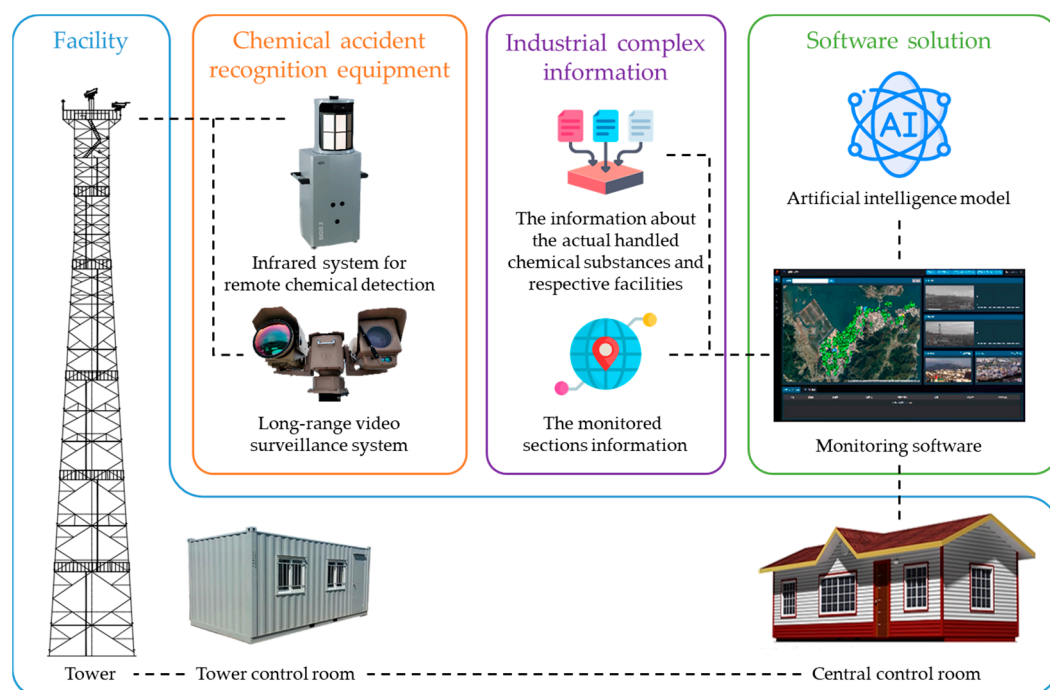 Facility
Chemical accident
recognition equipment
Infrared system for
remote chemical detection
Long-range video
surveillance system
Industrial complex
information
The information about
the actual handled
chemical substances and
respective facilities
The monitored
sections information
Software solution
AI
Artificial intelligence model
Monitoring software
Tower
Tower control room
Central control room